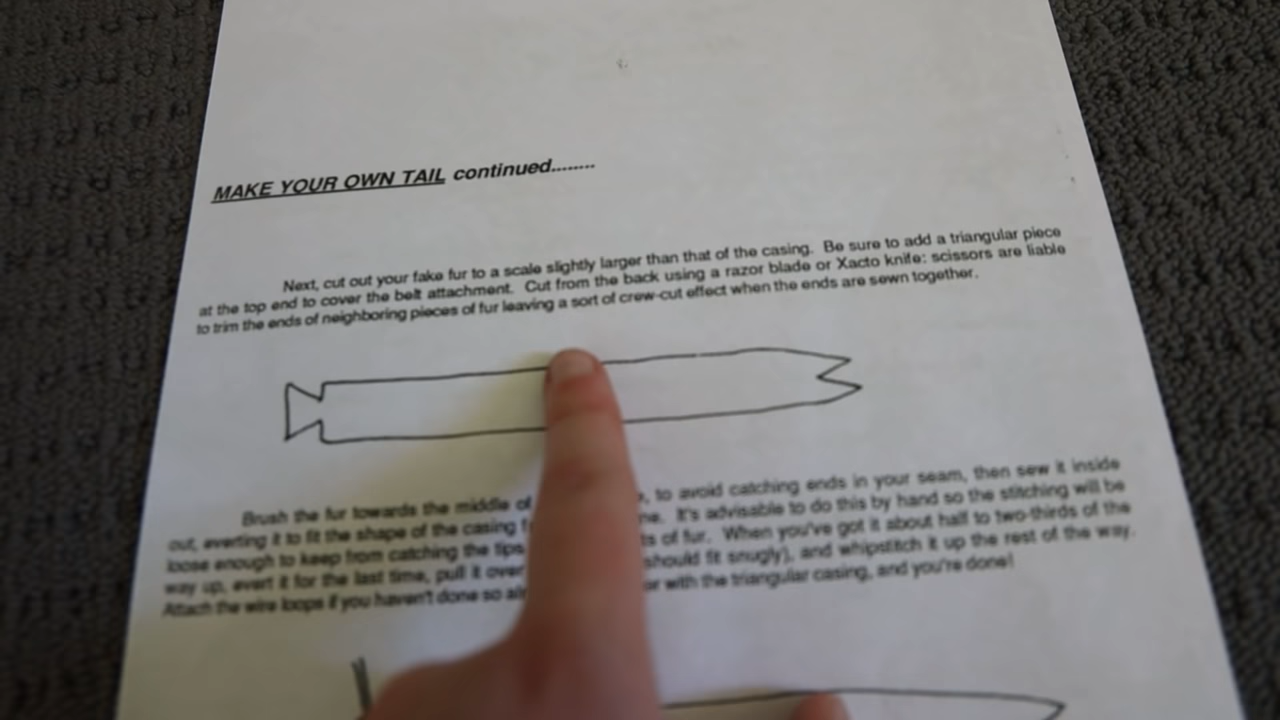 MAKE YOUR OWN TAIL continued........
Next, cut out your fake fur to a scale slightly larger than that of the casing. Be sure to add a triangular piece
at the top end to cover the belt attachment. Cut from the back using a razor blade or Xacto knife: scissors are liable
to trim the ends of neighboring pieces of fur leaving a sort of crew-cut effect when the ends are sewn together.
Brush the fur towards the middle of to avoid catching ends in your seam, then sew it inside
out, everting it to fit the shape of the casing It's advisable to do this by hand so the stitching will be
loose enough to keep from catching the tips of fur. When you've got it about half to two-thirds of the
way up, evert it for the last time, pull it over should fit snugly), and whipstitch it up the rest of the way.
Attach the wire loops if you haven't done so with the triangular casing, and you're done!